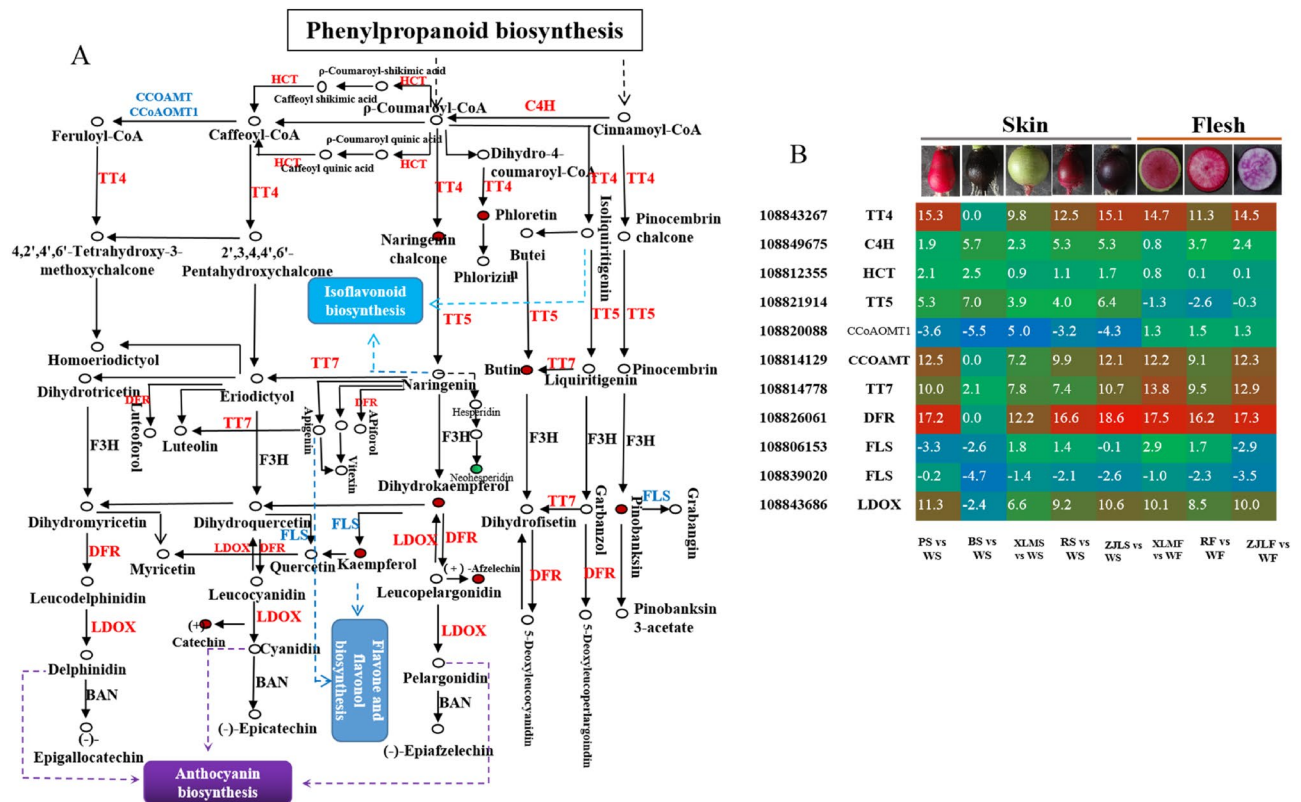 Phenylpropanoid biosynthesis
A
ρ-Coumaroyl-shikimic acid
HCT
HCT
Caffeoyl shikimic acid
CCOAMT
CCoAOMT1
ρ-Coumaroyl-CoA
C4H
Feruloyl-CoA
Caffeoyl-CoA
Cinnamoyl-CoA
ρ-Coumaroyl quinic acid
HCT
HCT
Caffeoyl quinic acid
Dihydro-4-
coumaroyl-CoA
TT4
TT4
TT4
TT4
TT4
TT4
Phloretin
Isoliquiritigenin
Pinocembrin
chalcone
Naringenin
chalcone
Phlorizin
Butei
n
4,2',4',6'-Tetrahydroxy-3-
methoxychalcone
2',3,4,4',6'-
Pentahydroxychalcone
Isoflavonoid
biosynthesis
TT5
TT5
TT5
TT5
Homoeriodictyol
Dihydrotricetin
TT7
Naringenin
Butin
TT7
Liquiritigenin
Pinocembrin
Eriodictyol
DFR
Luteoforol
Luteolin
TT7
Apigenin
DFR
APiforol
Vitexin
Hesperidin
Neohesperidin
F3H
F3H
F3H
F3H
F3H
F3H
Dihydrokaempferol
Dihydromyricetin
Dihydroquercetin
FLS
FLS
Dihydrofisetin
TT7
Garbanzol
Pinobanksin
FLS
Grabangin
DFR
Myricetin
LDOX
DFR
Quercetin
Kaempferol
LDOX
DFR
(+)-Afzelechin
DFR
DFR
Leucodelphinidin
Leucocyanidin
Leucopelargonidin
Pinobanksin
3-acetate
LDOX
(+)
Catechin
LDOX
LDOX
5-Deoxyleucocyanidin
5-Deoxyleucoperlargoindin
Delphinidin
Cyanidin
Pelargonidin
Flavone and
flavonol
biosynthesis
BAN
BAN
BAN
(-)-
Epigallocatechin
(-)-Epicatechin
(-)-Epiafzelechin
Anthocyanin
biosynthesis
B
Skin Flesh
108843267 TT4 15.3 0.0 9.8 12.5 15.1 14.7 11.3 14.5
108849675 C4H 1.9 5.7 2.3 5.3 5.3 0.8 3.7 2.4
108812355 HCT 2.1 2.5 0.9 1.1 1.7 0.8 0.1 0.1
108821914 TT5 5.3 7.0 3.9 4.0 6.4 -1.3 -2.6 -0.3
108820088 CCoAOMT1 -3.6 -5.5 5.0 -3.2 -4.3 1.3 1.5 1.3
108814129 CCOAMT 12.5 0.0 7.2 9.9 12.1 12.2 9.1 12.3
108814778 TT7 10.0 2.1 7.8 7.4 10.7 13.8 9.5 12.9
108826061 DFR 17.2 0.0 12.2 16.6 18.6 17.5 16.2 17.3
108806153 FLS -3.3 -2.6 1.8 1.4 -0.1 2.9 1.7 -2.9
108839020 FLS -0.2 -4.7 -1.4 -2.1 -2.6 -1.0 -2.3 -3.5
108843686 LDOX 11.3 -2.4 6.6 9.2 10.6 10.1 8.5 10.0
PS vs BS vs XLMS RS vs ZJLS vs XLMF RF vs ZJLF vs
WS WS vs WS WS WS vs WF WF WF